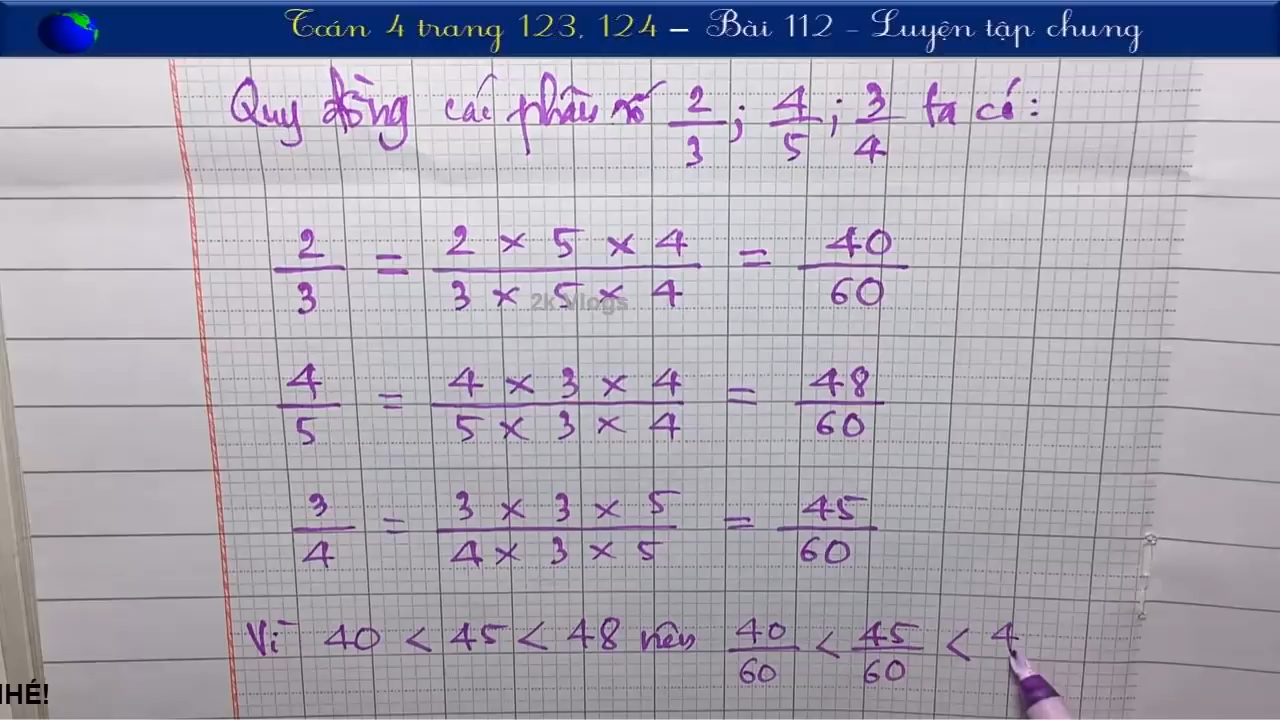 Toán 4 trang 123, 124 – Bài 112 - Luyện tập chung
Quy đồng các phân số 2/3 ; 4/5 ; 3/4 ta có:
2/3 = 2 × 5 × 4 / 3 × 5 × 4 = 40/60
2k Vlogs
4/5 = 4 × 3 × 4 / 5 × 3 × 4 = 48/60
3/4 = 3 × 3 × 5 / 4 × 3 × 5 = 45/60
Vì 40 < 45 < 48 nên 40/60 < 45/60 < 4
HÉ!